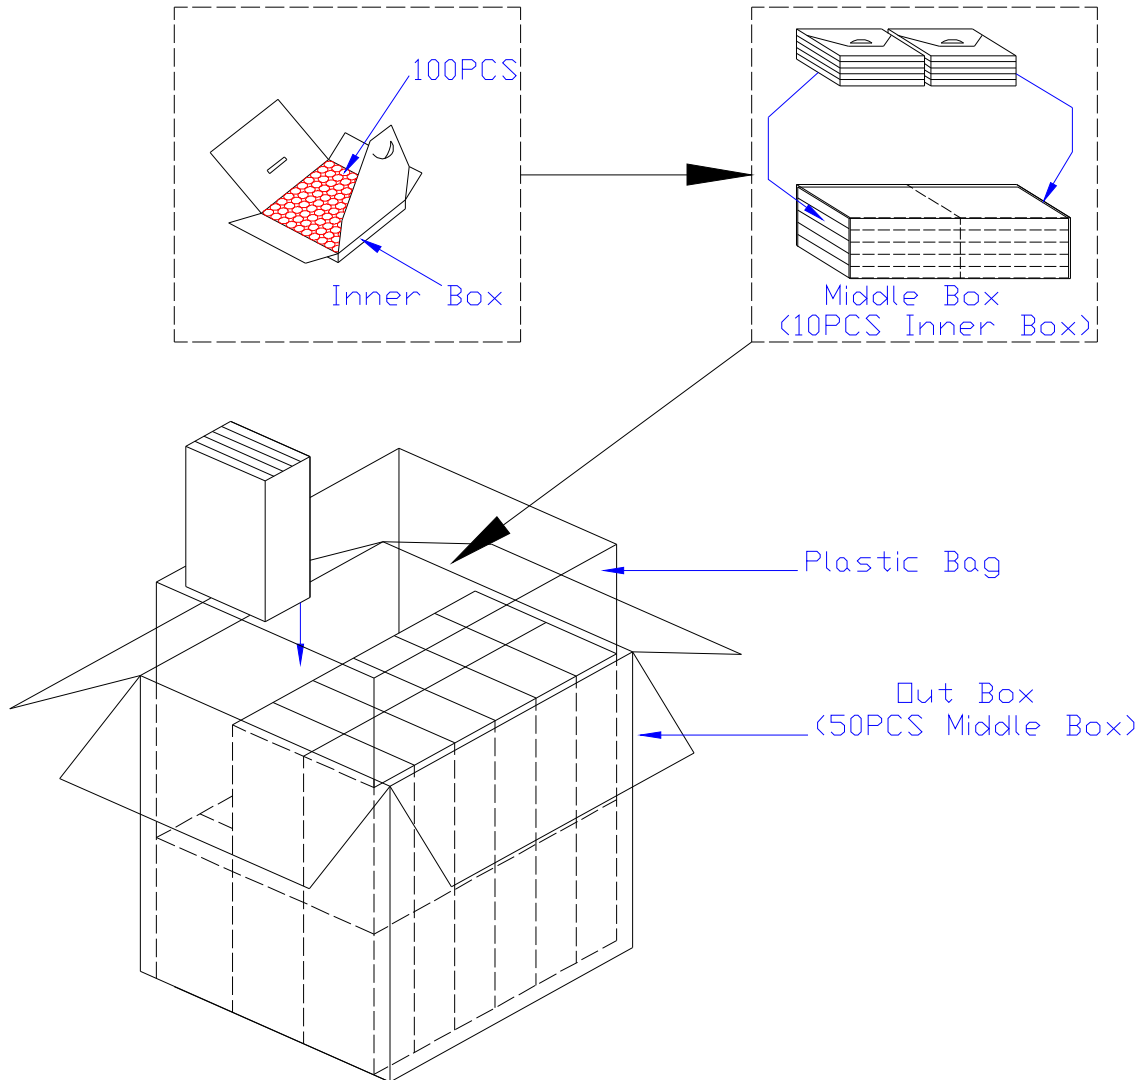 100PCS
Inner Box
Middle Box
(10PCS Inner Box)
Plastic Bag
Out Box
(50PCS Middle Box)